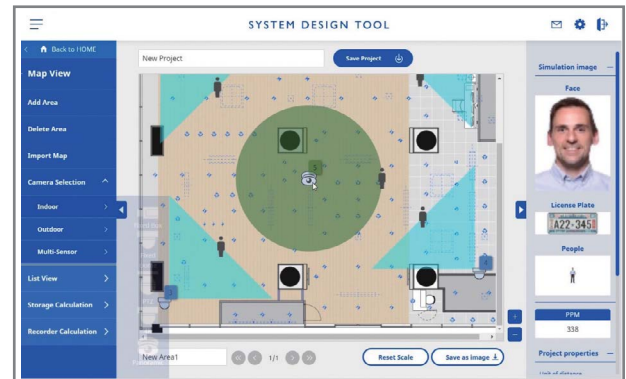 SYSTEM DESIGN TOOL
Back to HOME
Map View
Add Area
Delete Area
Import Map
Camera Selection
Indoor
Outdoor
Multi-Sensor
List View
Storage Calculation
Recorder Calculation
New Project
Save Project
5
New Area1
1/1
Reset Scale
Save as image
Simulation image
Face
License Plate
A22-345
People
PPM
338
Project properties